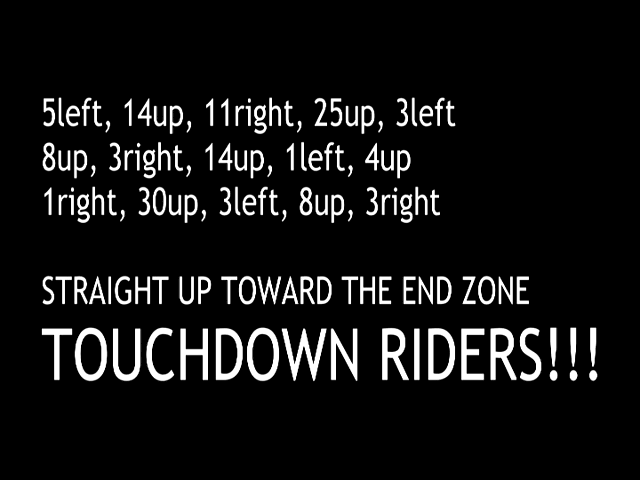 5left, 14up, 11right, 25up, 3left
8up, 3right, 14up, 1left, 4up
1right, 30up, 3left, 8up, 3right
STRAIGHT UP TOWARD THE END ZONE
TOUCHDOWN RIDERS!!!